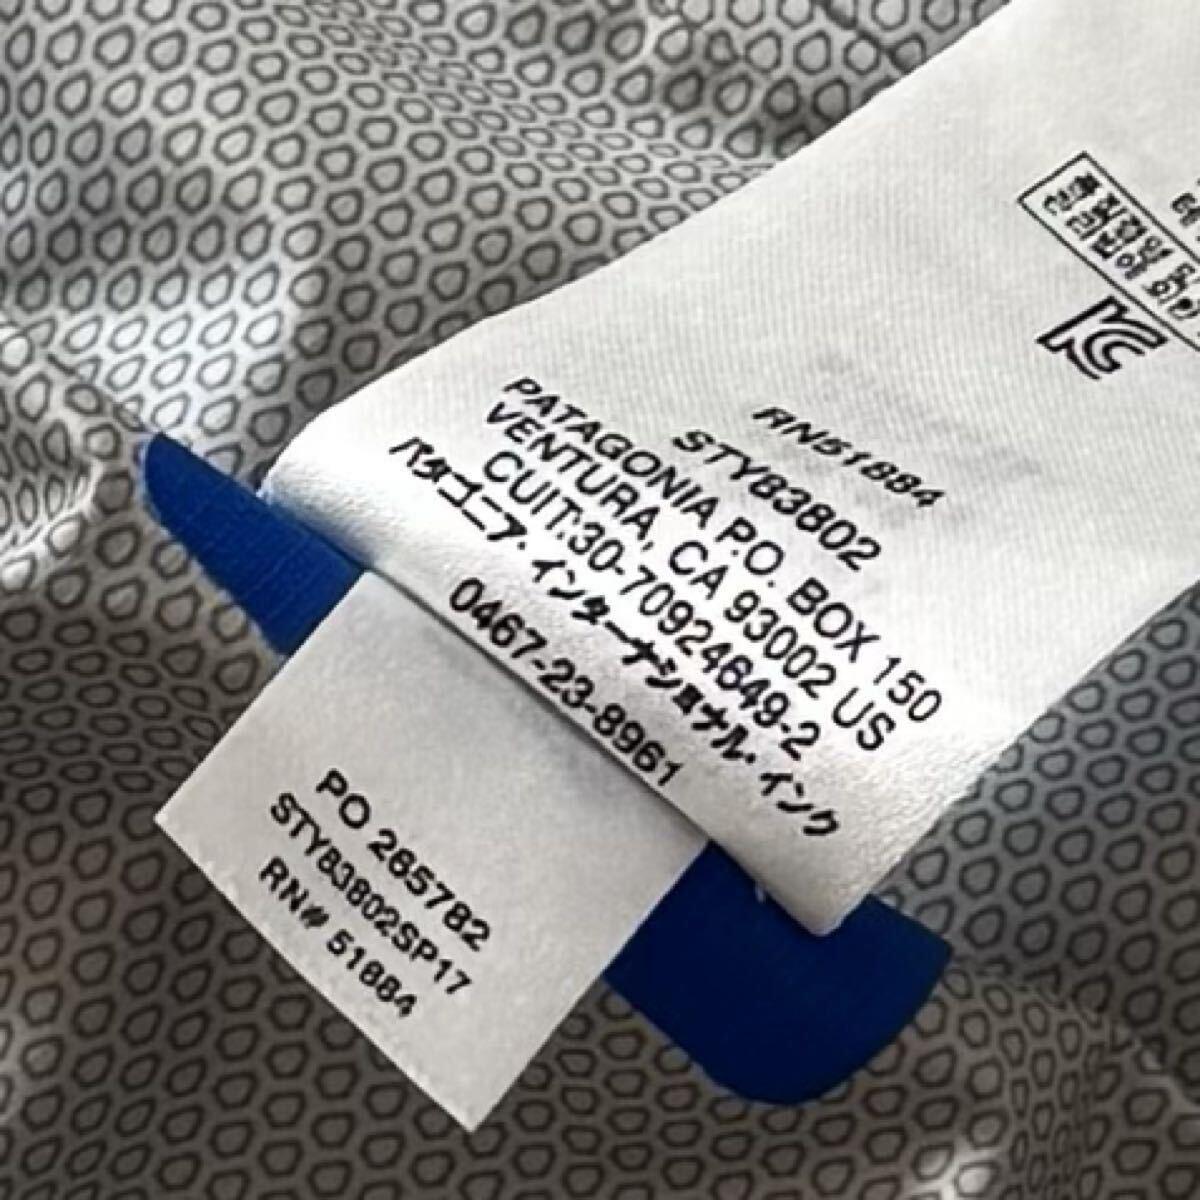 RN51884
STY83802
PATAGONIA P.O. BOX 150
VENTURA, CA 93002 US
CUIT:30-70924649-2
パタゴニア・インターナショナル・インク
0467-23-8961
PO 265782
STY83802SP17
RN# 51884